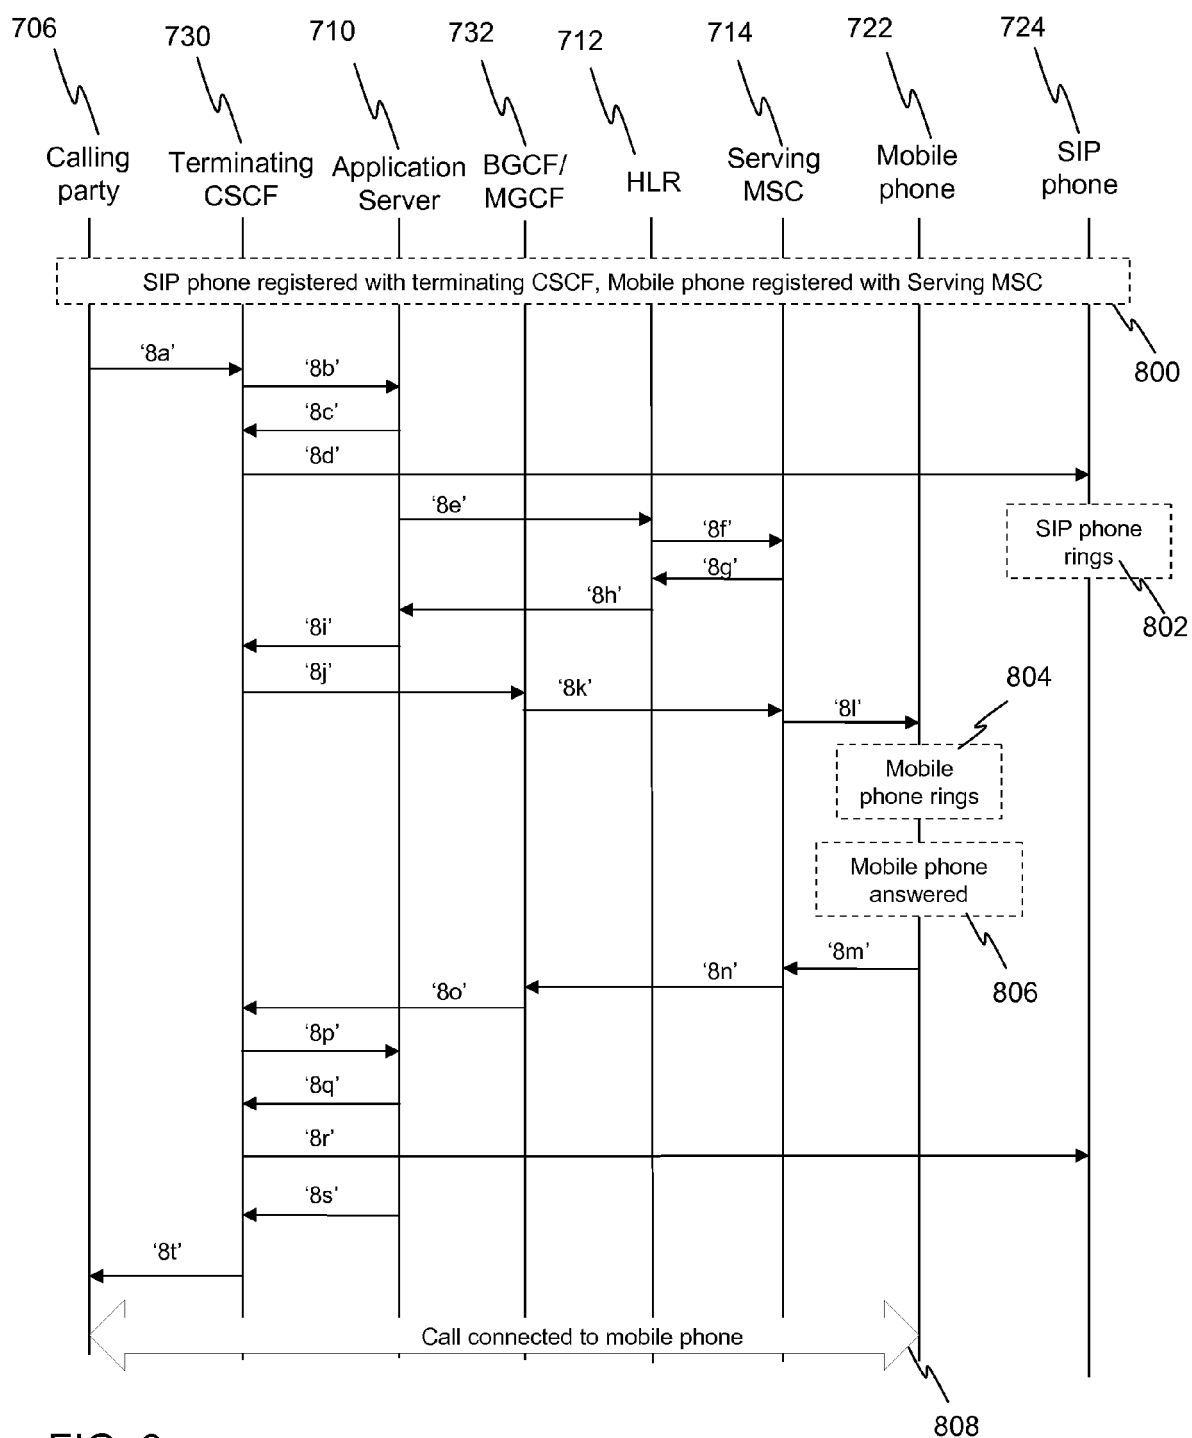 706
730
710
732
712
714
722
724
Calling
party
Terminating
CSCF
Application
Server
BGCF/
MGCF
HLR
Serving
MSC
Mobile
phone
SIP
phone
SIP phone registered with terminating CSCF, Mobile phone registered with Serving MSC
800
‘8a’
‘8b’
‘8c’
‘8d’
‘8e’
‘8f’
SIP phone
rings
802
‘8g’
‘8h’
‘8i’
‘8j’
‘8k’
‘8l’
804
Mobile
phone rings
Mobile phone
answered
806
‘8m’
‘8n’
‘8o’
‘8p’
‘8q’
‘8r’
‘8s’
‘8t’
Call connected to mobile phone
808